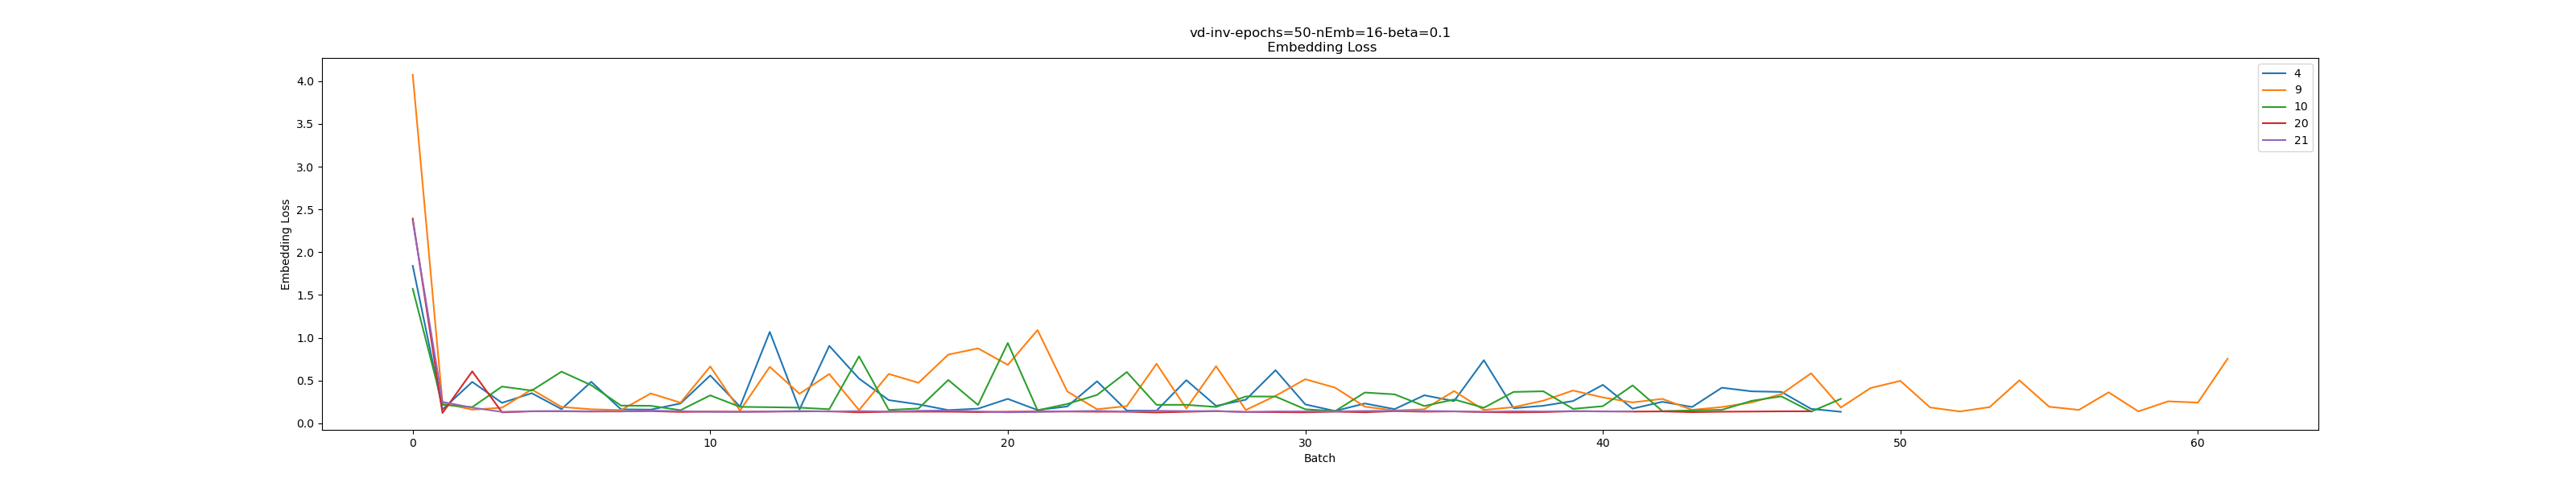 vd-inv-epochs=50-nEmb=16-beta=0.1
Embedding Loss
4
9
10
20
21
4.0
3.5
3.0
2.5
2.0
1.5
1.0
0.5
0.0
Embedding Loss
0 10 20 30 40 50 60
Batch